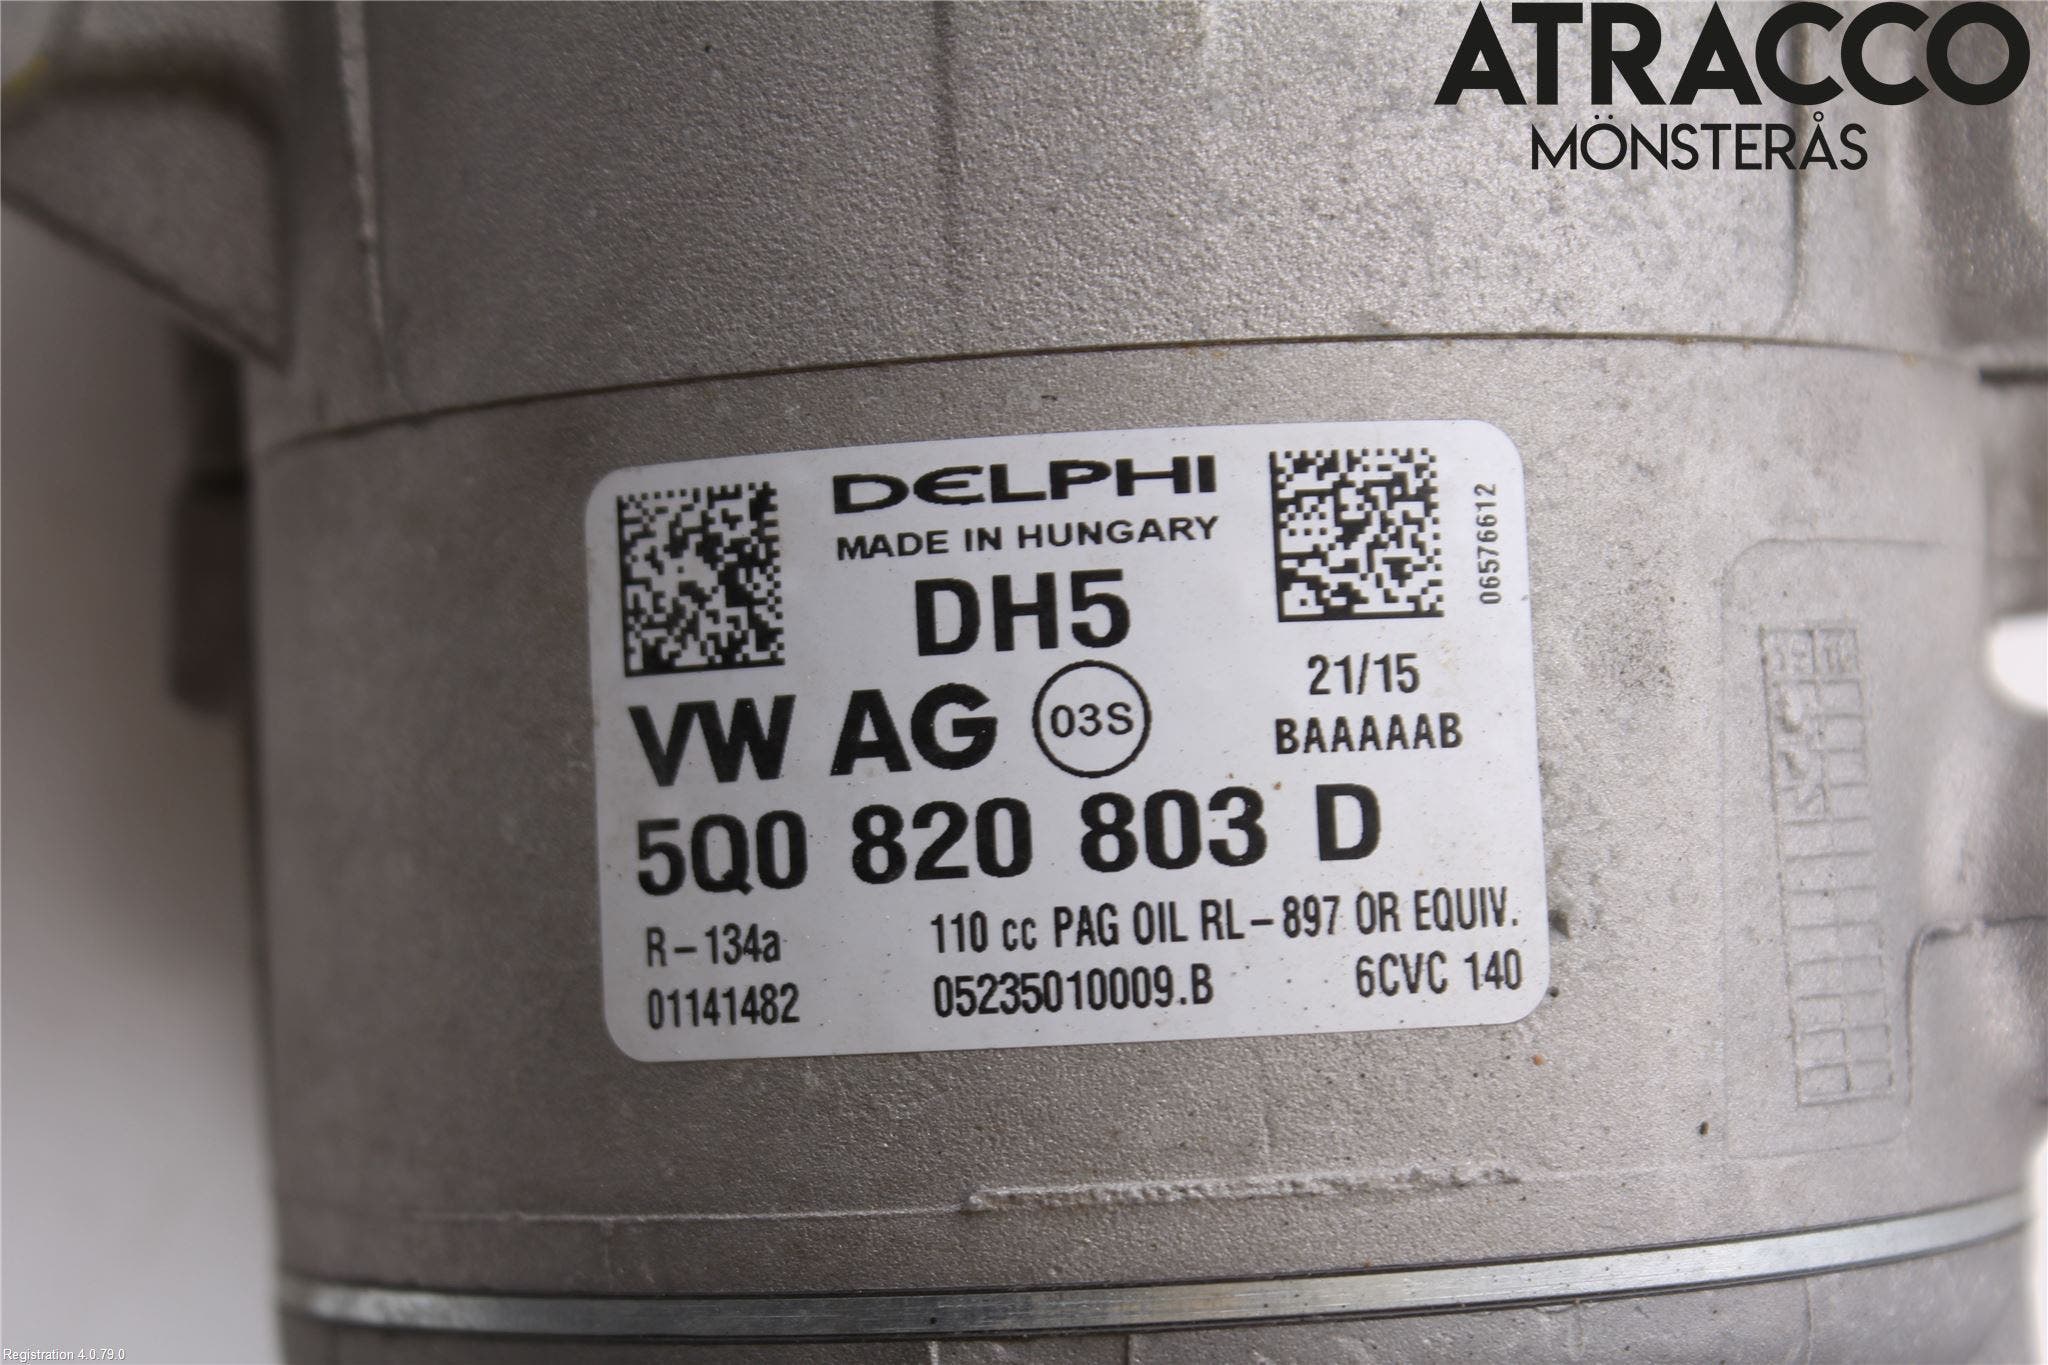 ATRACCO
MÖNSTERÅS
DELPHI
MADE IN HUNGARY
DH5
06576612
21/15
VW AG 03S
BAAAAAB
5Q0 820 803 D
R-134a 110 cc PAG OIL RL-897 OR EQUIV.
01141482 05235010009.B 6CVC 140
Registration 4.0.79.0